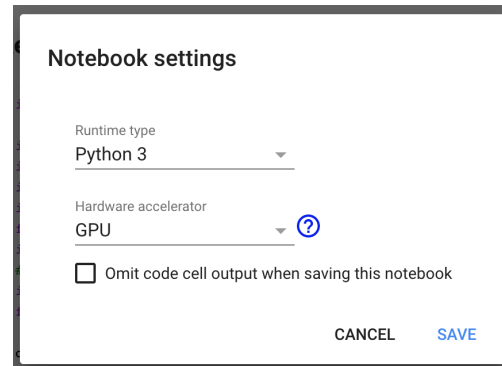 Notebook settings
Runtime type
Python 3
Hardware accelerator
GPU
?
Omit code cell output when saving this notebook
CANCEL SAVE